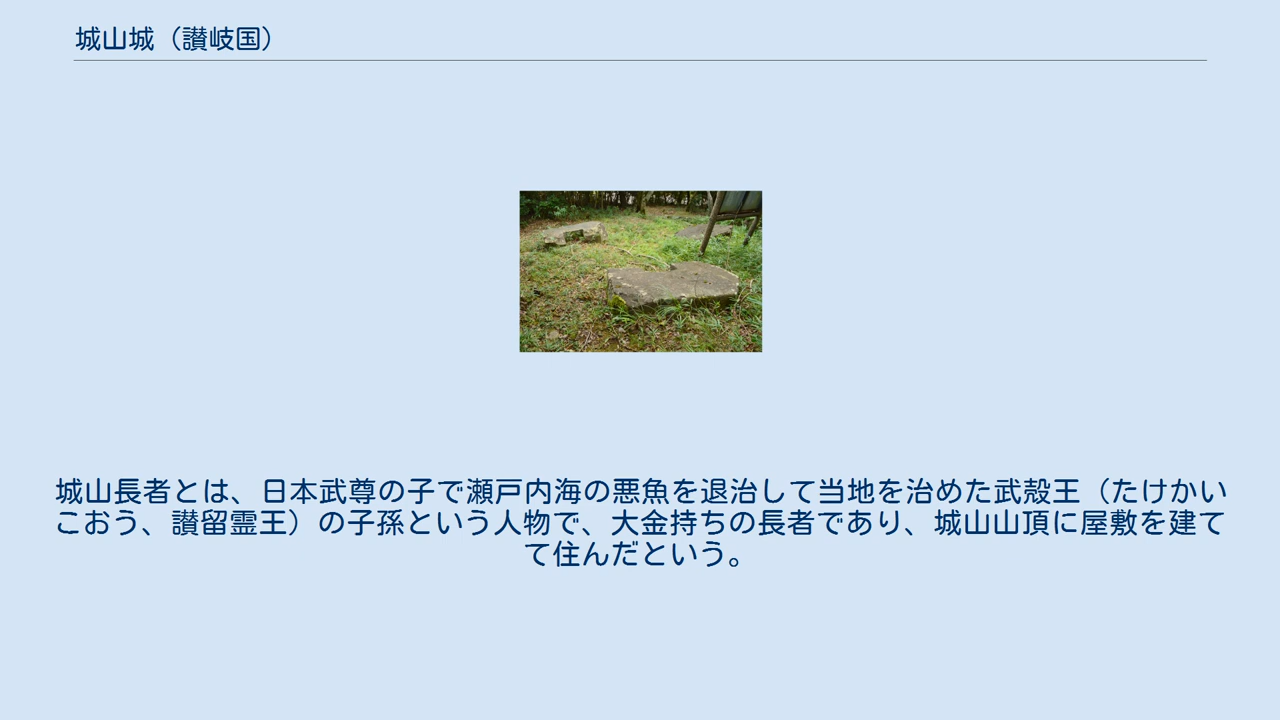 城山城（讃岐国）
城山長者とは、日本武尊の子で瀬戸内海の悪魚を退治して当地を治めた武殻王（たけかい
こおう、讃留霊王）の子孫という人物で、大金持ちの長者であり、城山山頂に屋敷を建て
て住んだという。